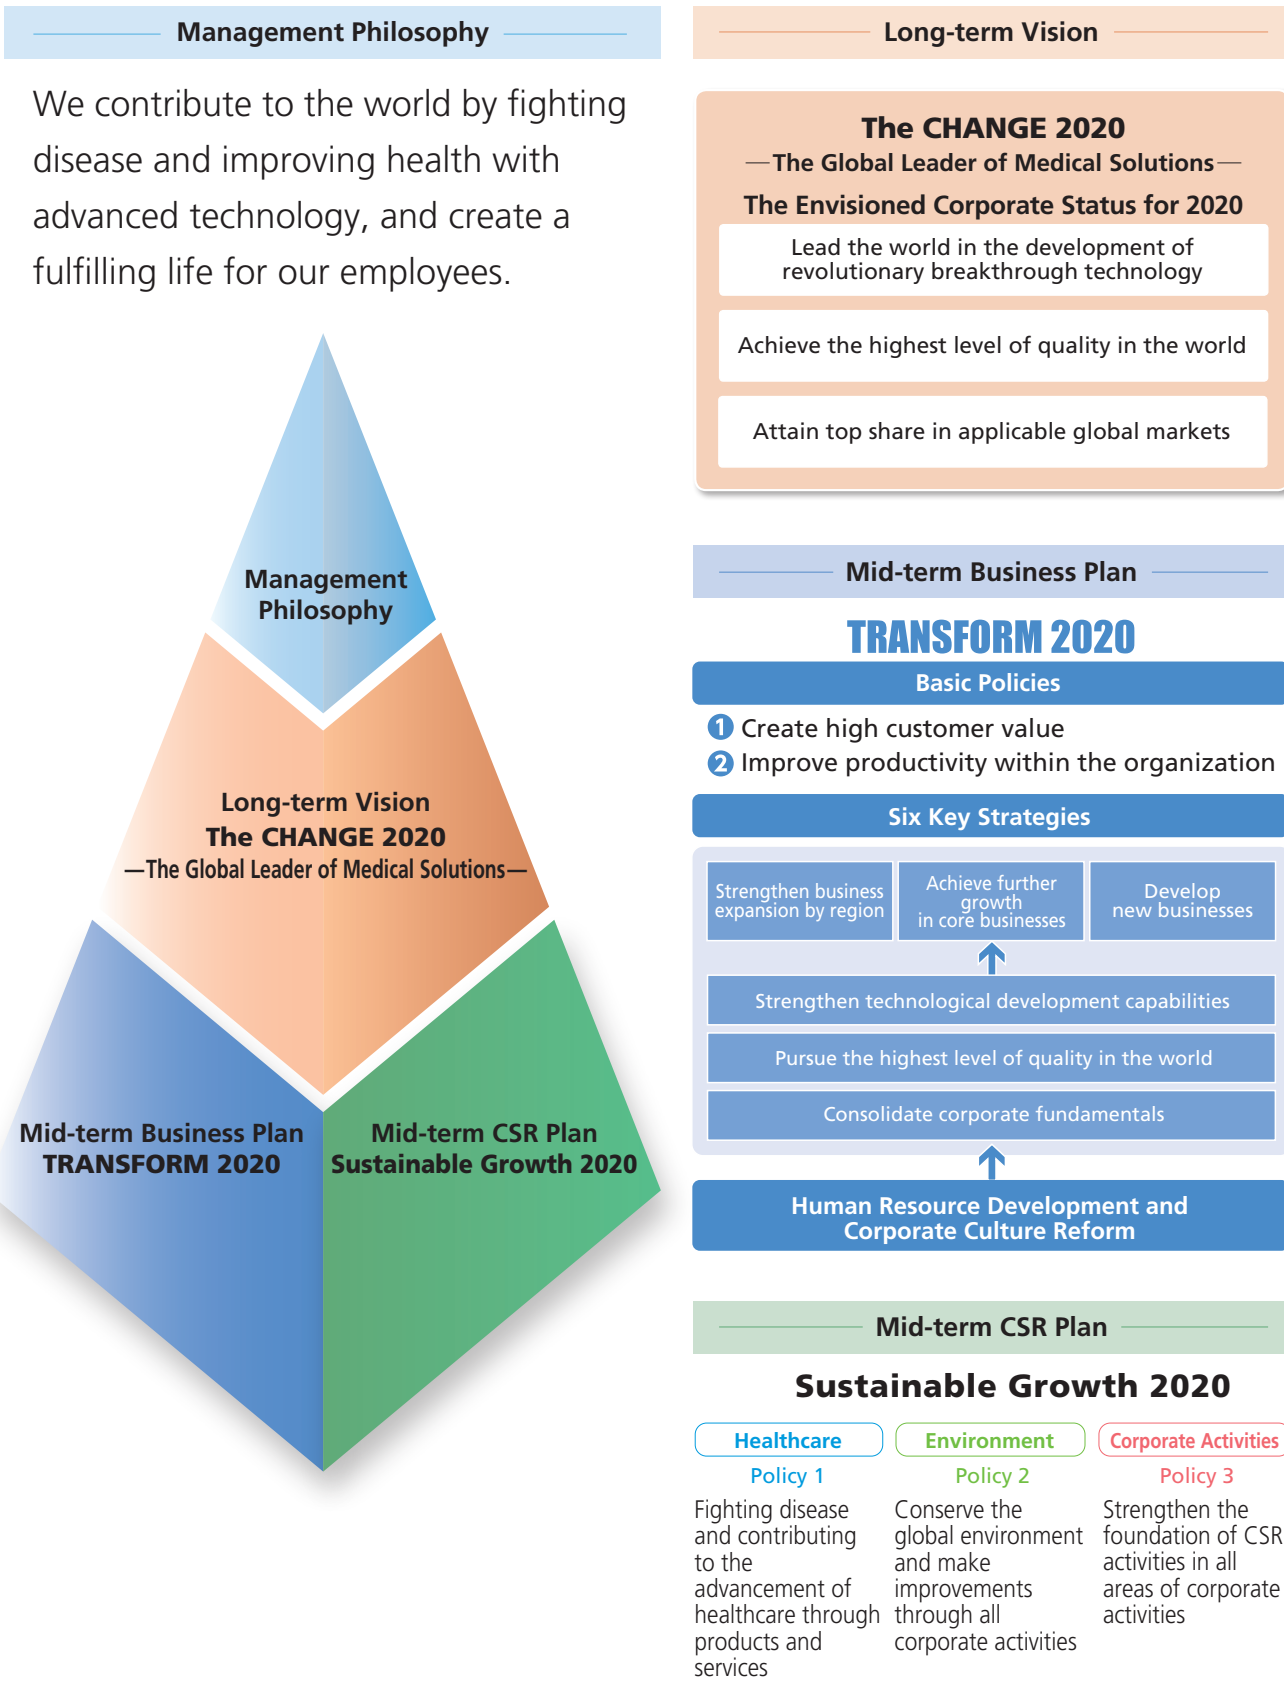 Management Philosophy
We contribute to the world by fighting
disease and improving health with
advanced technology, and create a
fulfilling life for our employees.
Management
Philosophy
Long-term Vision
The CHANGE 2020
—The Global Leader of Medical Solutions—
Mid-term Business Plan
TRANSFORM 2020
Mid-term CSR Plan
Sustainable Growth 2020
Long-term Vision
The CHANGE 2020
—The Global Leader of Medical Solutions—
The Envisioned Corporate Status for 2020
Lead the world in the development of
revolutionary breakthrough technology
Achieve the highest level of quality in the world
Attain top share in applicable global markets
Mid-term Business Plan
TRANSFORM 2020
Basic Policies
1 Create high customer value
2 Improve productivity within the organization
Six Key Strategies
Strengthen business
expansion by region
Achieve further
growth
in core businesses
Develop
new businesses
Strengthen technological development capabilities
Pursue the highest level of quality in the world
Consolidate corporate fundamentals
Human Resource Development and
Corporate Culture Reform
Mid-term CSR Plan
Sustainable Growth 2020
Healthcare
Policy 1
Fighting disease
and contributing
to the
advancement of
healthcare through
products and
services
Environment
Policy 2
Conserve the
global environment
and make
improvements
through all
corporate activities
Corporate Activities
Policy 3
Strengthen the
foundation of CSR
activities in all
areas of corporate
activities